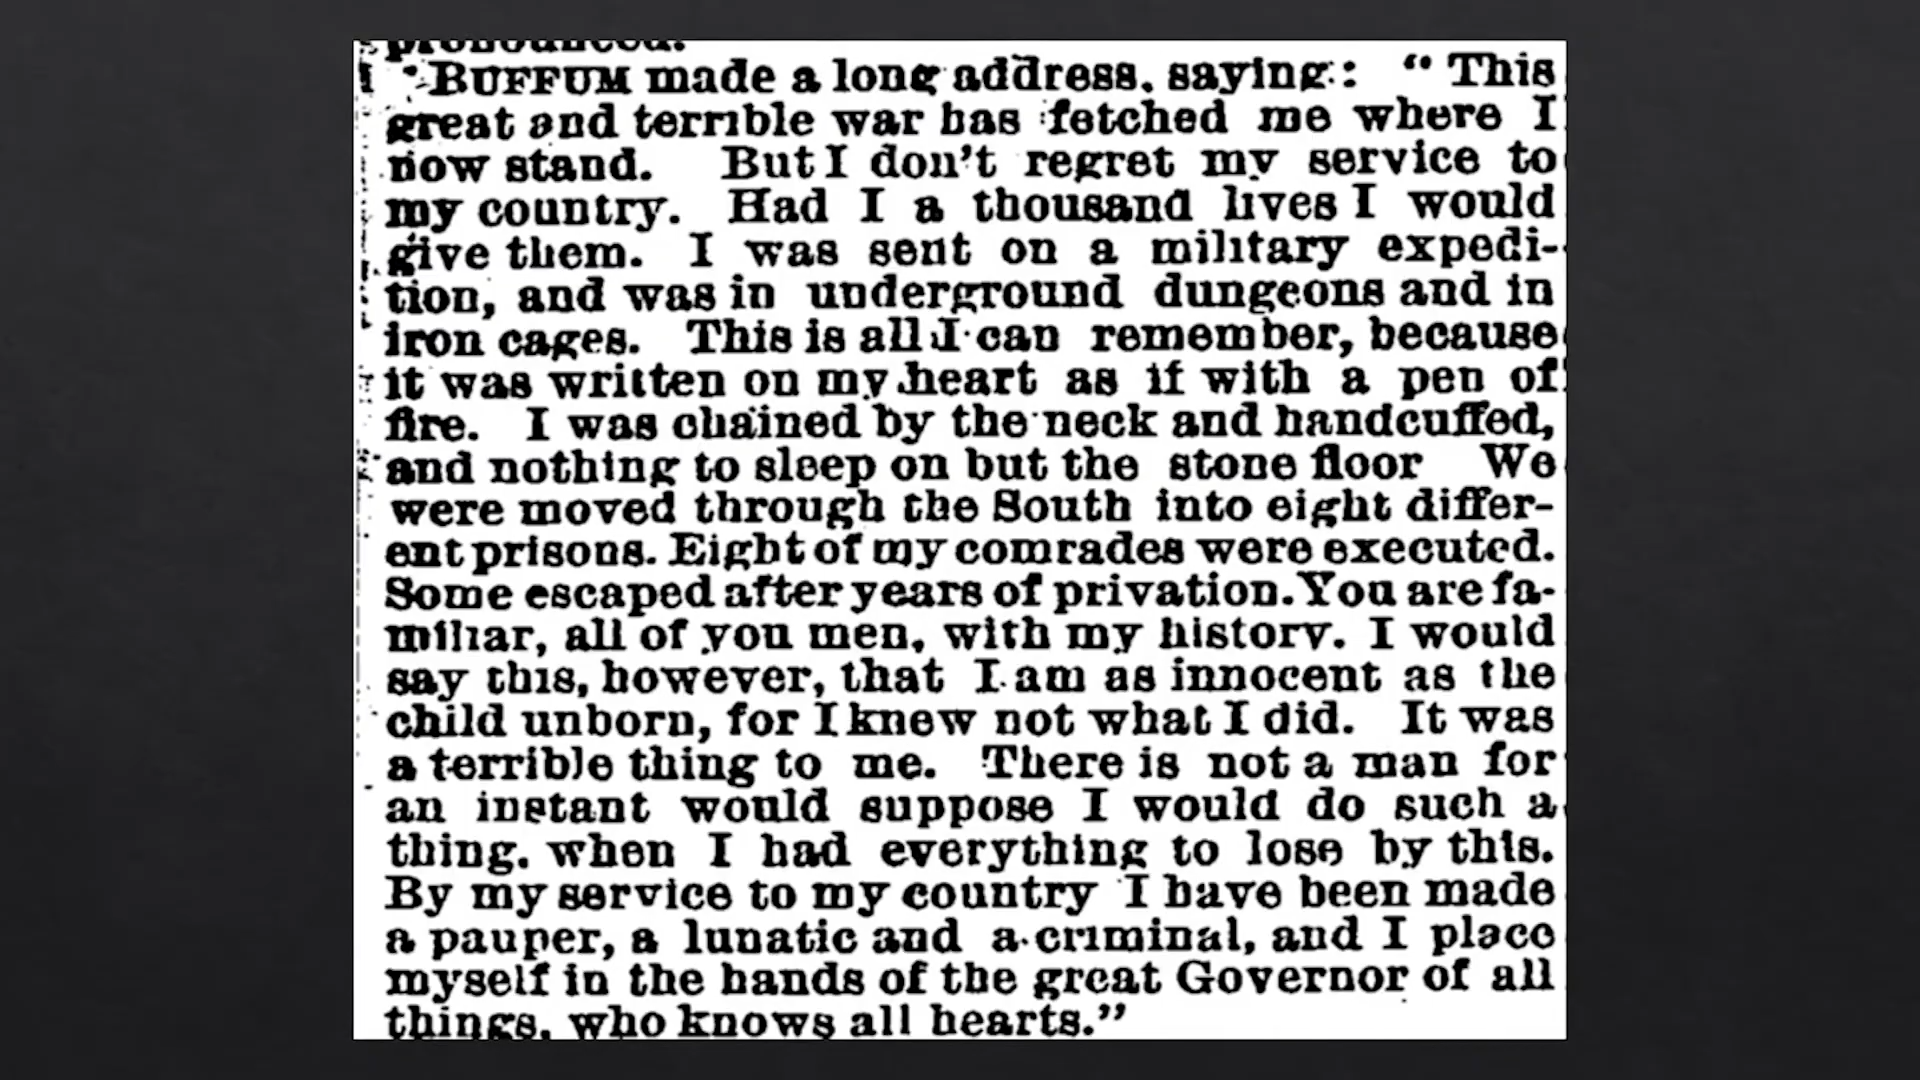 pronounced.
BUFFUM made a long address, saying: "This
great and terrible war has fetched me where I
now stand. But I don't regret my service to
my country. Had I a thousand lives I would
give them. I was sent on a military expedi-
tion, and was in underground dungeons and in
iron cages. This is all I can remember, because
it was written on my heart as if with a pen of
fire. I was chained by the neck and handcuffed,
and nothing to sleep on but the stone floor We
were moved through the South into eight differ-
ent prisons. Eight of my comrades were executed.
Some escaped after years of privation. You are fa-
miliar, all of you men, with my history. I would
say this, however, that I am as innocent as the
child unborn, for I knew not what I did. It was
a terrible thing to me. There is not a man for
an instant would suppose I would do such a
thing, when I had everything to lose by this.
By my service to my country I have been made
a pauper, a lunatic and a criminal, and I place
myself in the hands of the great Governor of all
things, who knows all hearts."